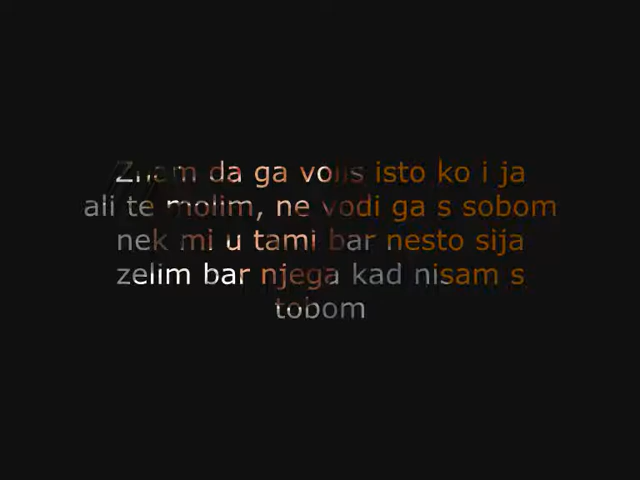 Znam da ga volis isto ko i ja
ali te molim, ne vodi ga s sobom
nek mi u tami bar nesto sija
zelim bar njega kad nisam s
tobom